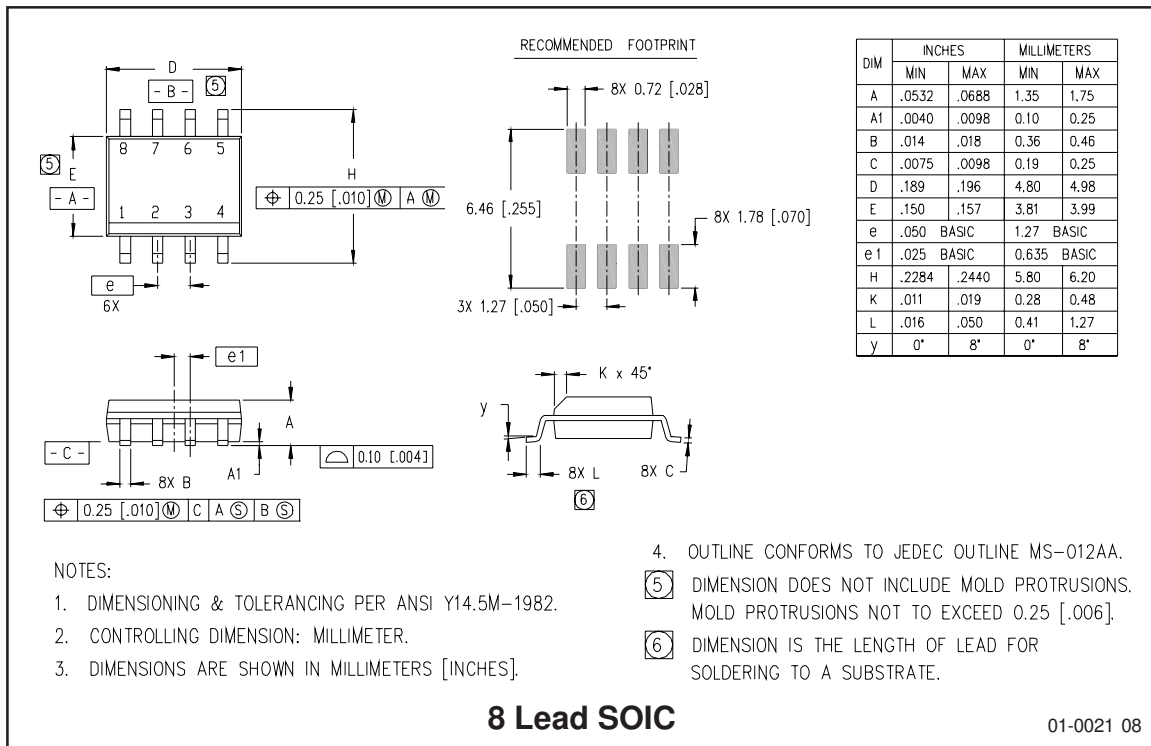 D
- B -
5
8 7 6 5
5
E
- A -
H
⌖ 0.25 [.010] Ⓜ A Ⓜ
1 2 3 4
e
6X
RECOMMENDED FOOTPRINT
8X 0.72 [.028]
6.46 [.255]
8X 1.78 [.070]
3X 1.27 [.050]
DIM INCHES MILLIMETERS
MIN MAX MIN MAX
A .0532 .0688 1.35 1.75
A1 .0040 .0098 0.10 0.25
B .014 .018 0.36 0.46
C .0075 .0098 0.19 0.25
D .189 .196 4.80 4.98
E .150 .157 3.81 3.99
e .050 BASIC 1.27 BASIC
e1 .025 BASIC 0.635 BASIC
H .2284 .2440 5.80 6.20
K .011 .019 0.28 0.48
L .016 .050 0.41 1.27
y 0° 8° 0° 8°
e1
A
- C -
A1
8X B
⌓ 0.10 [.004]
⌖ 0.25 [.010] Ⓜ C A Ⓢ B Ⓢ
K x 45°
y
8X L
8X C
6
NOTES:
1. DIMENSIONING & TOLERANCING PER ANSI Y14.5M-1982.
2. CONTROLLING DIMENSION: MILLIMETER.
3. DIMENSIONS ARE SHOWN IN MILLIMETERS [INCHES].
4. OUTLINE CONFORMS TO JEDEC OUTLINE MS-012AA.
5 DIMENSION DOES NOT INCLUDE MOLD PROTRUSIONS.
MOLD PROTRUSIONS NOT TO EXCEED 0.25 [.006].
6 DIMENSION IS THE LENGTH OF LEAD FOR
SOLDERING TO A SUBSTRATE.
8 Lead SOIC
01-0021 08